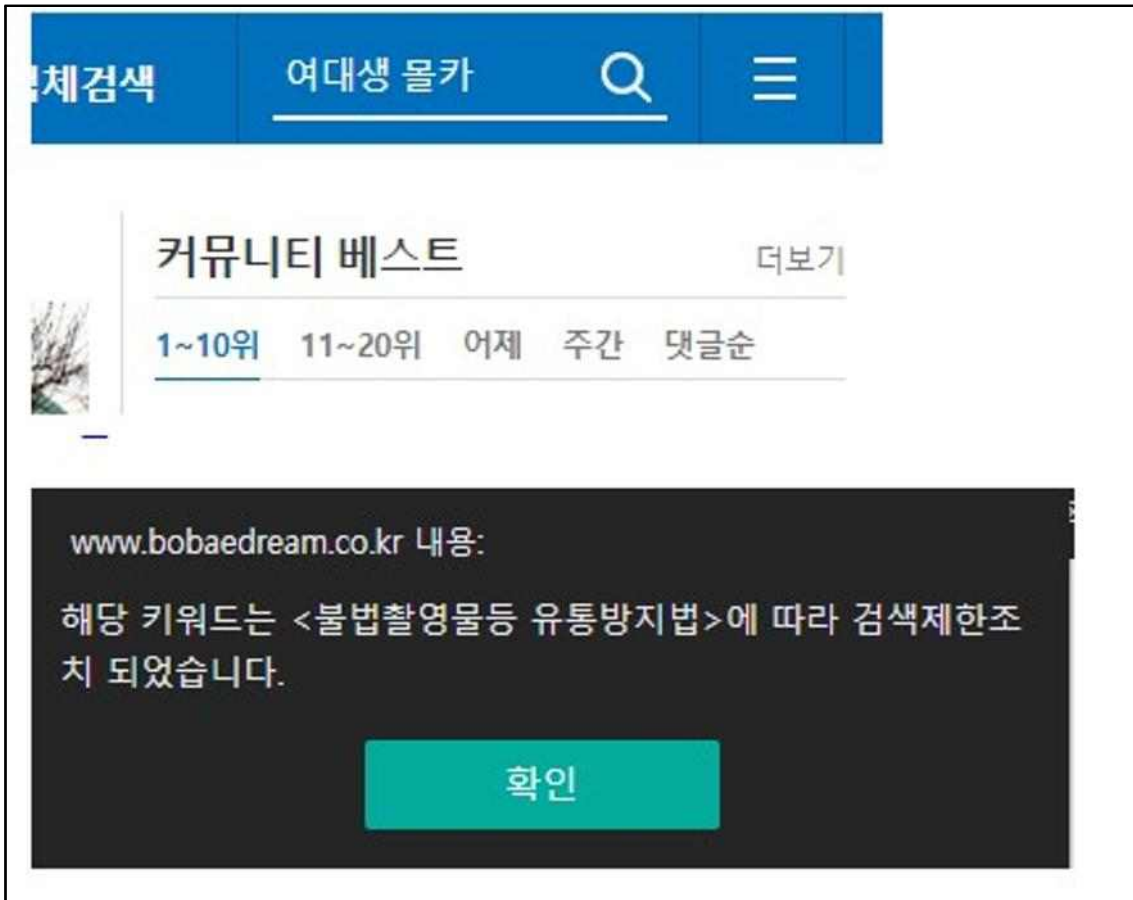 체검색
여대생 몰카
커뮤니티 베스트
더보기
1~10위 11~20위 어제 주간 댓글순
www.bobaedream.co.kr 내용:
해당 키워드는 <불법촬영물등 유통방지법>에 따라 검색제한조
치 되었습니다.
확인